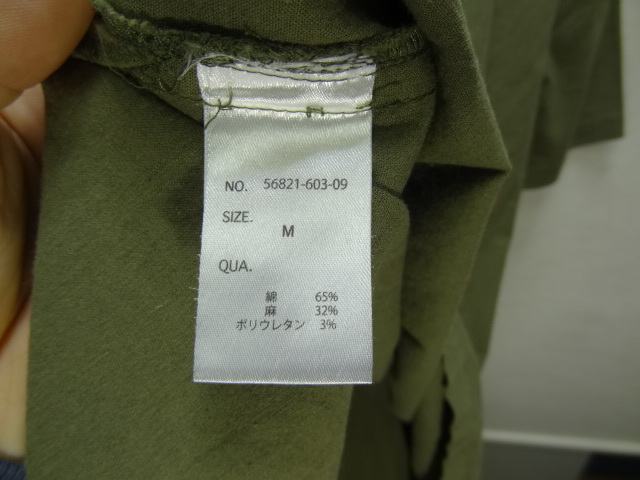 NO. 56821-603-09
SIZE.
M
QUA.
綿 65%
麻 32%
ポリウレタン 3%